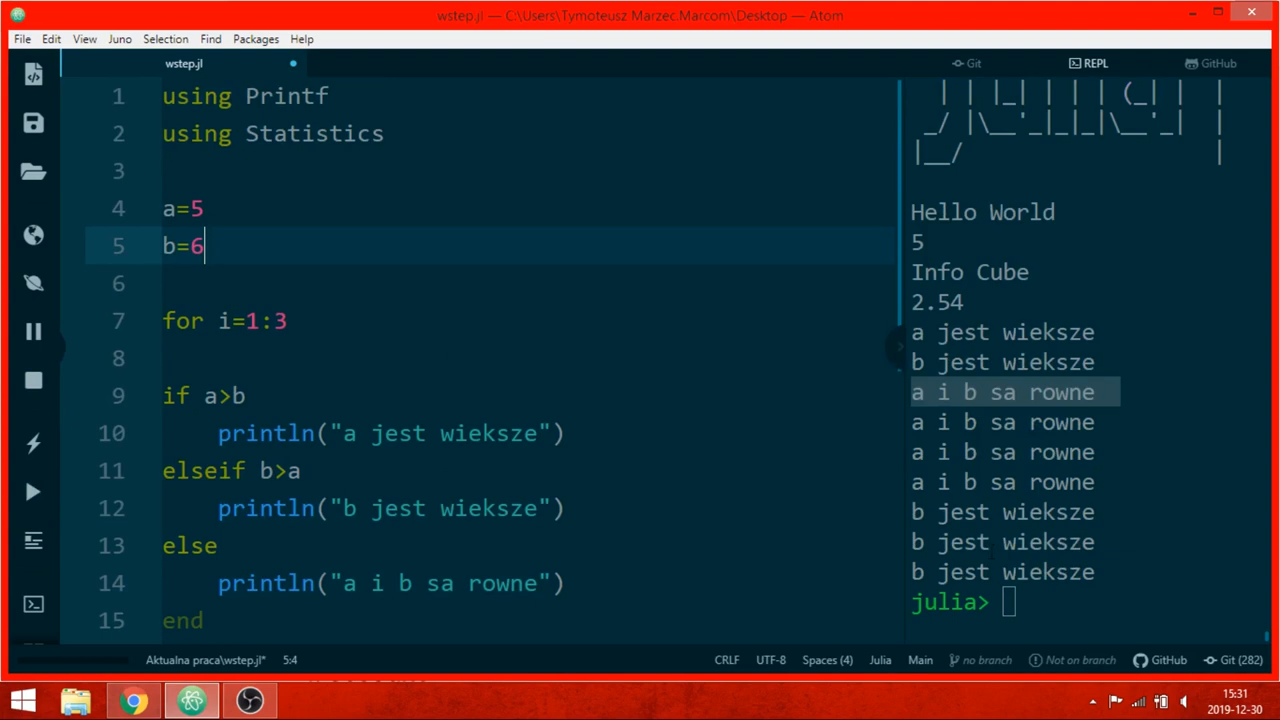 wstep.jl — C:\Users\Tymoteusz Marzec.Marcom\Desktop — Atom
File Edit View Juno Selection Find Packages Help
wstep.jl
Git REPL GitHub
1 using Printf
2 using Statistics
3
4 a=5
5 b=6
6
7 for i=1:3
8
9 if a>b
10 println("a jest wieksze")
11 elseif b>a
12 println("b jest wieksze")
13 else
14 println("a i b sa rowne")
15 end
| | |_| | | | (_| | |
_/ |\__'_|_|_|\__'_| |
|__/ |
Hello World
5
Info Cube
2.54
a jest wieksze
b jest wieksze
a i b sa rowne
a i b sa rowne
a i b sa rowne
a i b sa rowne
b jest wieksze
b jest wieksze
b jest wieksze
julia>
Aktualna praca\wstep.jl* 5:4 CRLF UTF-8 Spaces (4) Julia Main no branch Not on branch GitHub Git (282)
15:31
2019-12-30